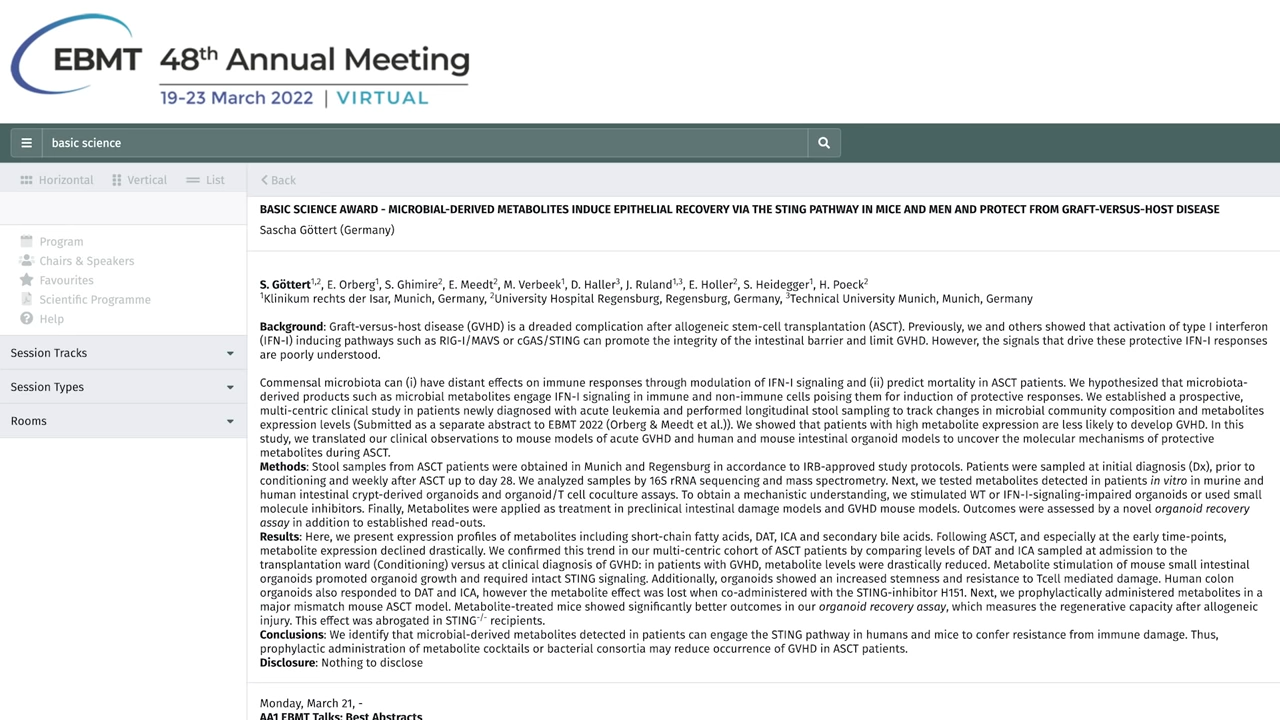 EBMT 48th Annual Meeting
19-23 March 2022 | VIRTUAL
basic science
Horizontal Vertical List
Back
Program
Chairs & Speakers
Favourites
Scientific Programme
Help
Session Tracks
Session Types
Rooms
BASIC SCIENCE AWARD - MICROBIAL-DERIVED METABOLITES INDUCE EPITHELIAL RECOVERY VIA THE STING PATHWAY IN MICE AND MEN AND PROTECT FROM GRAFT-VERSUS-HOST DISEASE
Sascha Göttert (Germany)
S. Göttert1,2, E. Orberg1, S. Ghimire2, E. Meedt2, M. Verbeek1, D. Haller3, J. Ruland1,3, E. Holler2, S. Heidegger1, H. Poeck2
1Klinikum rechts der Isar, Munich, Germany, 2University Hospital Regensburg, Regensburg, Germany, 3Technical University Munich, Munich, Germany
Background: Graft-versus-host disease (GVHD) is a dreaded complication after allogeneic stem-cell transplantation (ASCT). Previously, we and others showed that activation of type I interferon
(IFN-I) inducing pathways such as RIG-I/MAVS or cGAS/STING can promote the integrity of the intestinal barrier and limit GVHD. However, the signals that drive these protective IFN-I responses
are poorly understood.
Commensal microbiota can (i) have distant effects on immune responses through modulation of IFN-I signaling and (ii) predict mortality in ASCT patients. We hypothesized that microbiota-
derived products such as microbial metabolites engage IFN-I signaling in immune and non-immune cells poising them for induction of protective responses. We established a prospective,
multi-centric clinical study in patients newly diagnosed with acute leukemia and performed longitudinal stool sampling to track changes in microbial community composition and metabolites
expression levels (Submitted as a separate abstract to EBMT 2022 (Orberg & Meedt et al.)). We showed that patients with high metabolite expression are less likely to develop GVHD. In this
study, we translated our clinical observations to mouse models of acute GVHD and human and mouse intestinal organoid models to uncover the molecular mechanisms of protective
metabolites during ASCT.
Methods: Stool samples from ASCT patients were obtained in Munich and Regensburg in accordance to IRB-approved study protocols. Patients were sampled at initial diagnosis (Dx), prior to
conditioning and weekly after ASCT up to day 28. We analyzed samples by 16S rRNA sequencing and mass spectrometry. Next, we tested metabolites detected in patients in vitro in murine and
human intestinal crypt-derived organoids and organoid/T cell coculture assays. To obtain a mechanistic understanding, we stimulated WT or IFN-I-signaling-impaired organoids or used small
molecule inhibitors. Finally, Metabolites were applied as treatment in preclinical intestinal damage models and GVHD mouse models. Outcomes were assessed by a novel organoid recovery
assay in addition to established read-outs.
Results: Here, we present expression profiles of metabolites including short-chain fatty acids, DAT, ICA and secondary bile acids. Following ASCT, and especially at the early time-points,
metabolite expression declined drastically. We confirmed this trend in our multi-centric cohort of ASCT patients by comparing levels of DAT and ICA sampled at admission to the
transplantation ward (Conditioning) versus at clinical diagnosis of GVHD: in patients with GVHD, metabolite levels were drastically reduced. Metabolite stimulation of mouse small intestinal
organoids promoted organoid growth and required intact STING signaling. Additionally, organoids showed an increased stemness and resistance to Tcell mediated damage. Human colon
organoids also responded to DAT and ICA, however the metabolite effect was lost when co-administered with the STING-inhibitor H151. Next, we prophylactically administered metabolites in a
major mismatch mouse ASCT model. Metabolite-treated mice showed significantly better outcomes in our organoid recovery assay, which measures the regenerative capacity after allogeneic
injury. This effect was abrogated in STING-/- recipients.
Conclusions: We identify that microbial-derived metabolites detected in patients can engage the STING pathway in humans and mice to confer resistance from immune damage. Thus,
prophylactic administration of metabolite cocktails or bacterial consortia may reduce occurrence of GVHD in ASCT patients.
Disclosure: Nothing to disclose
Monday, March 21, -
AA1 EBMT Talks: Best Abstracts